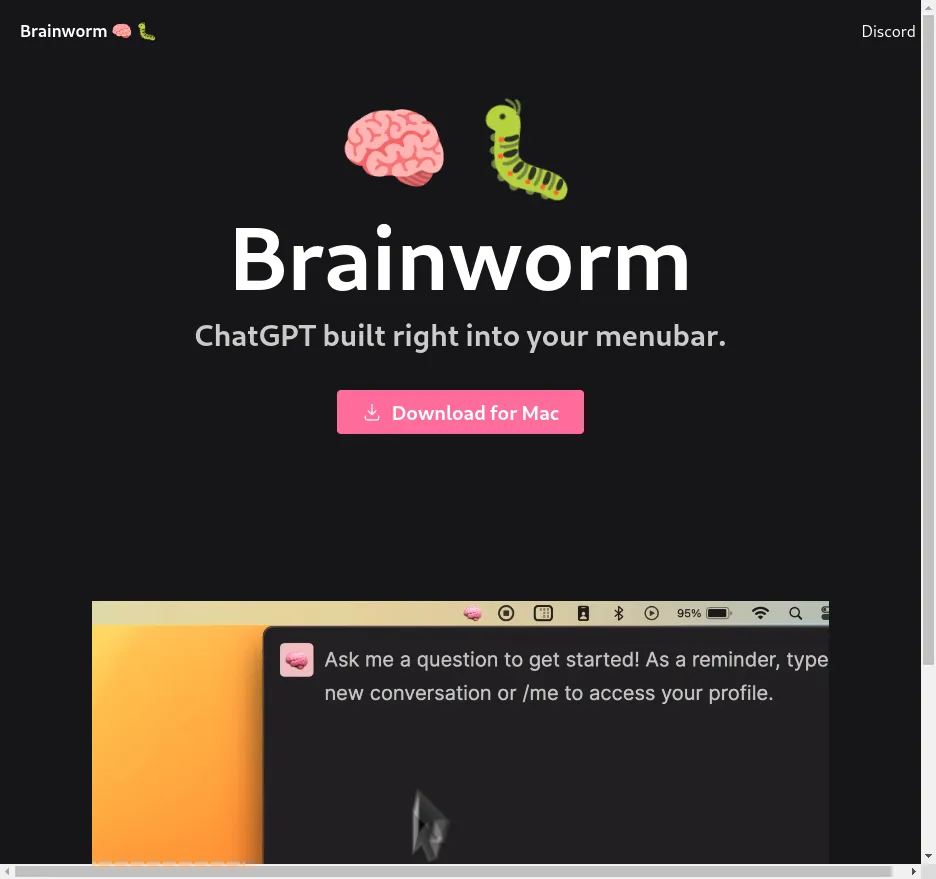 Brainworm 🧠 🐛
Discord
Brainworm
ChatGPT built right into your menubar.
Download for Mac
95%
Ask me a question to get started! As a reminder, type
new conversation or /me to access your profile.